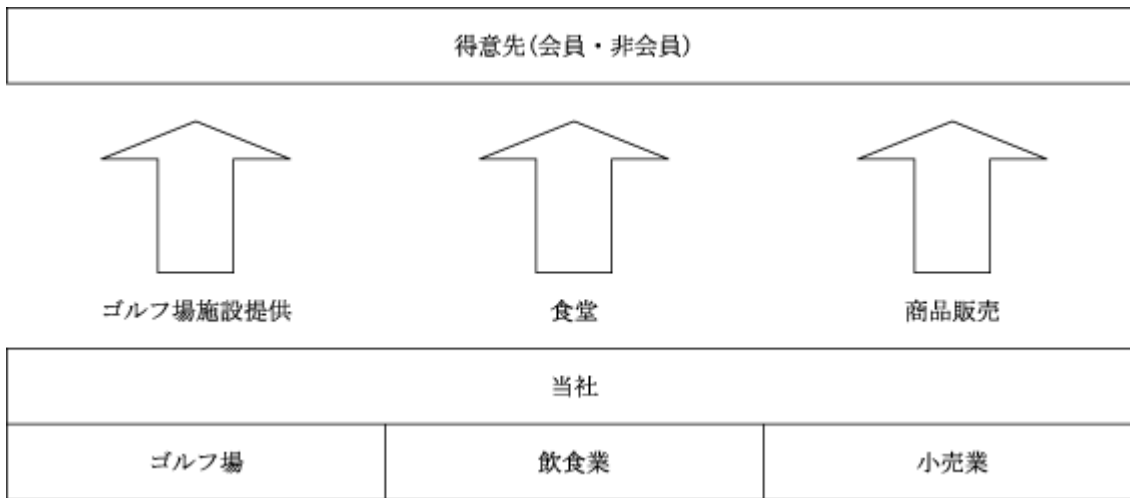 得意先(会員・非会員)
ゴルフ場施設提供
食堂
商品販売
当社
ゴルフ場
飲食業
小売業